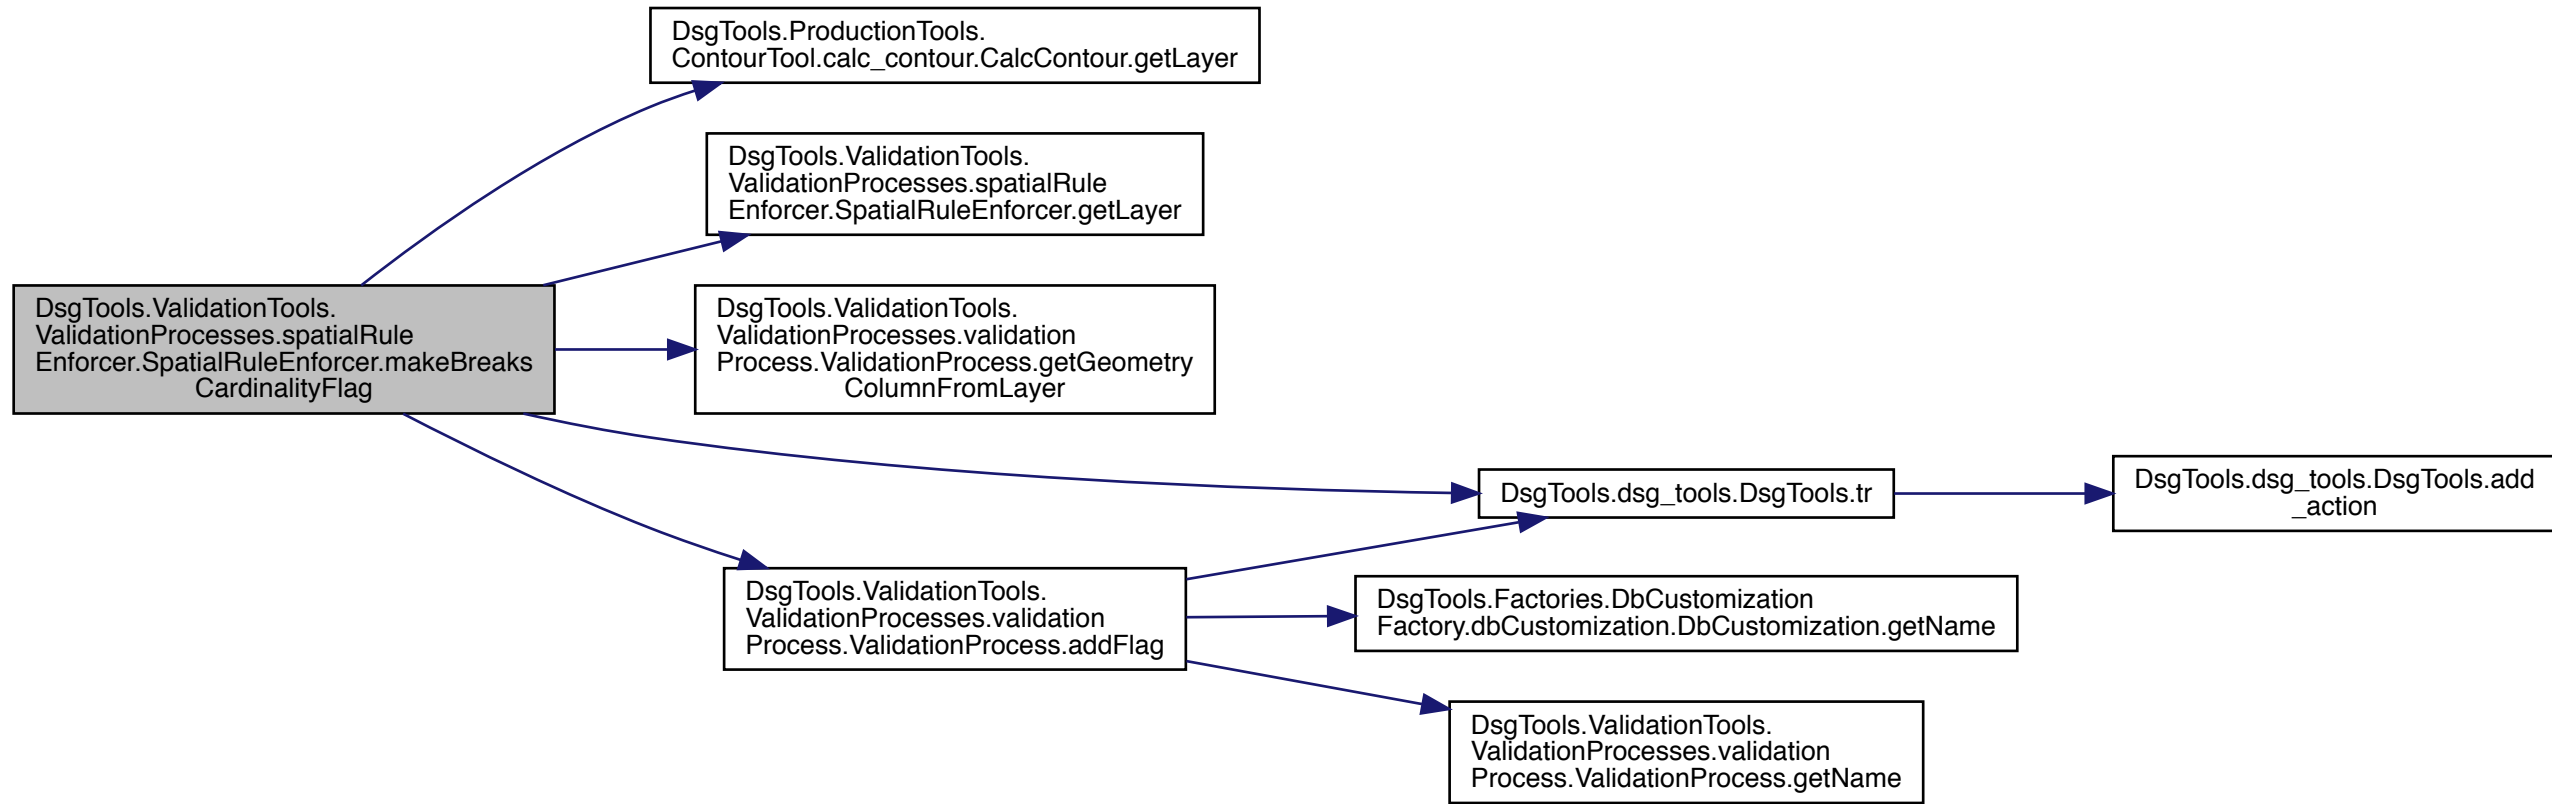 DsgTools.ProductionTools.
ContourTool.calc_contour.CalcContour.getLayer
DsgTools.ValidationTools.
ValidationProcesses.spatialRule
Enforcer.SpatialRuleEnforcer.getLayer
DsgTools.ValidationTools.
ValidationProcesses.spatialRule
Enforcer.SpatialRuleEnforcer.makeBreaks
CardinalityFlag
DsgTools.ValidationTools.
ValidationProcesses.validation
Process.ValidationProcess.getGeometry
ColumnFromLayer
DsgTools.dsg_tools.DsgTools.tr
DsgTools.dsg_tools.DsgTools.add
_action
DsgTools.ValidationTools.
ValidationProcesses.validation
Process.ValidationProcess.addFlag
DsgTools.Factories.DbCustomization
Factory.dbCustomization.DbCustomization.getName
DsgTools.ValidationTools.
ValidationProcesses.validation
Process.ValidationProcess.getName